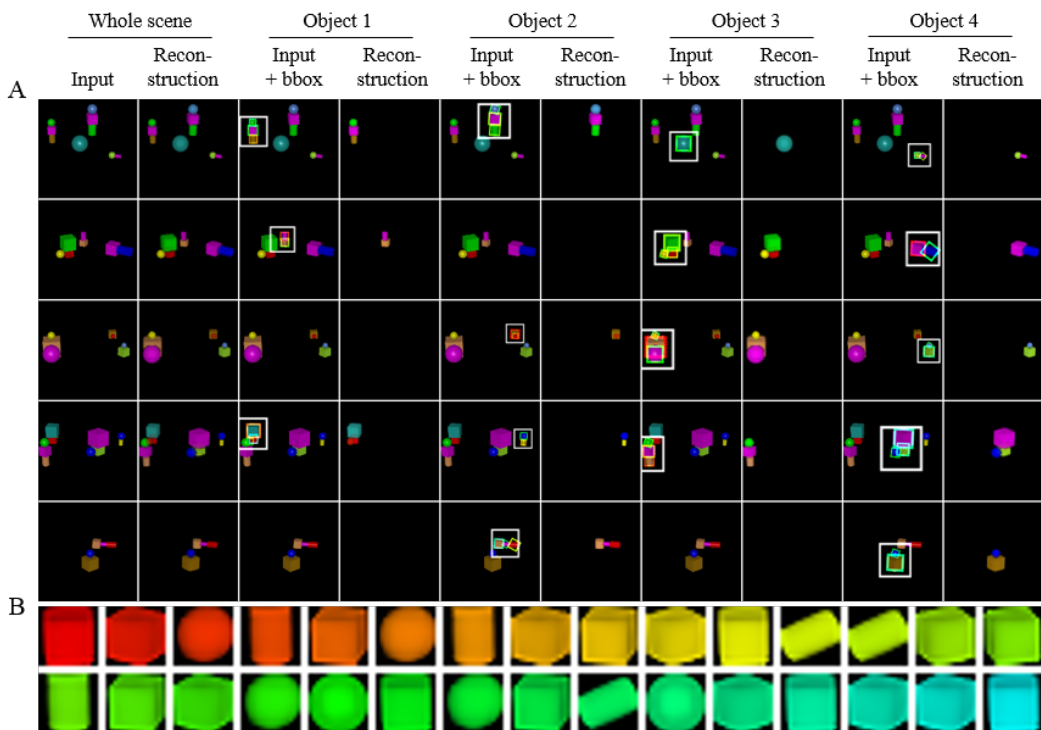 Whole scene Object 1 Object 2 Object 3 Object 4
Input Recon- Input Recon- Input Recon- Input Recon- Input Recon-
struction + bbox struction + bbox struction + bbox struction + bbox struction
A
B